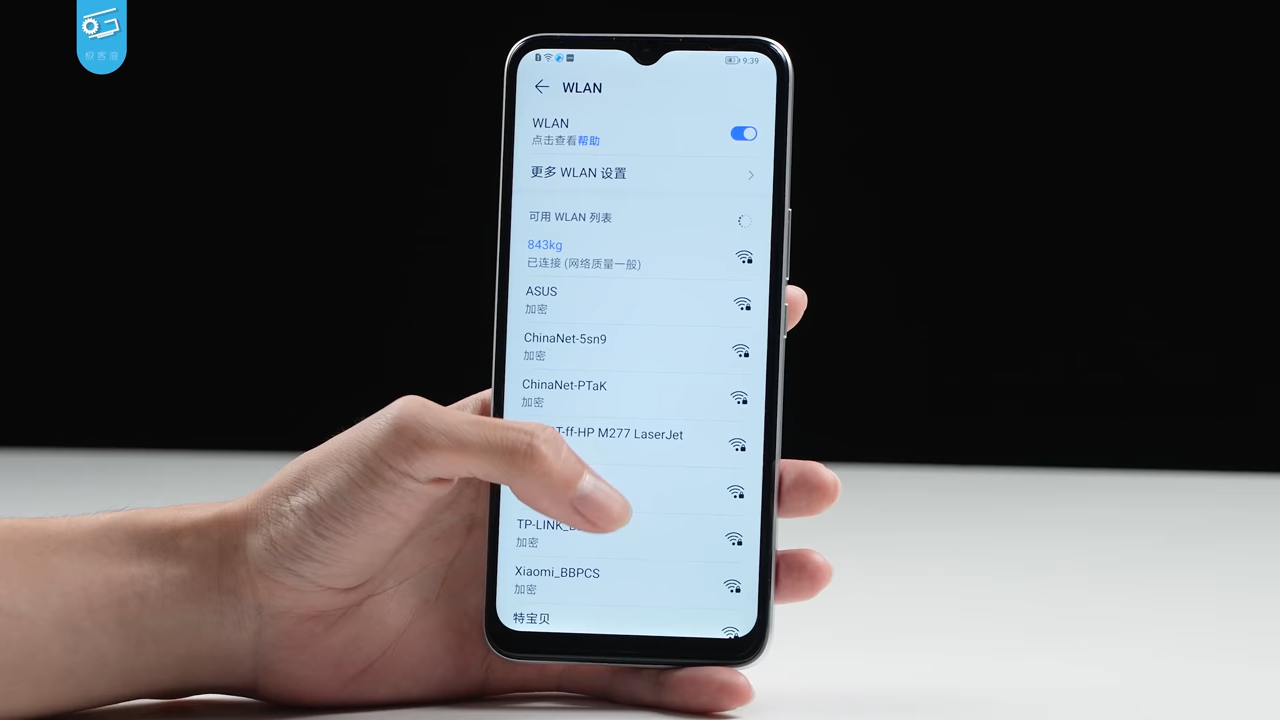 极客湾
9:39
WLAN
WLAN
点击查看帮助
更多 WLAN 设置
可用 WLAN 列表
843kg
已连接 (网络质量一般)
ASUS
加密
ChinaNet-5sn9
加密
ChinaNet-PTaK
加密
T-ff-HP M277 LaserJet
TP-LINK_
加密
Xiaomi_BBPCS
加密
特宝贝